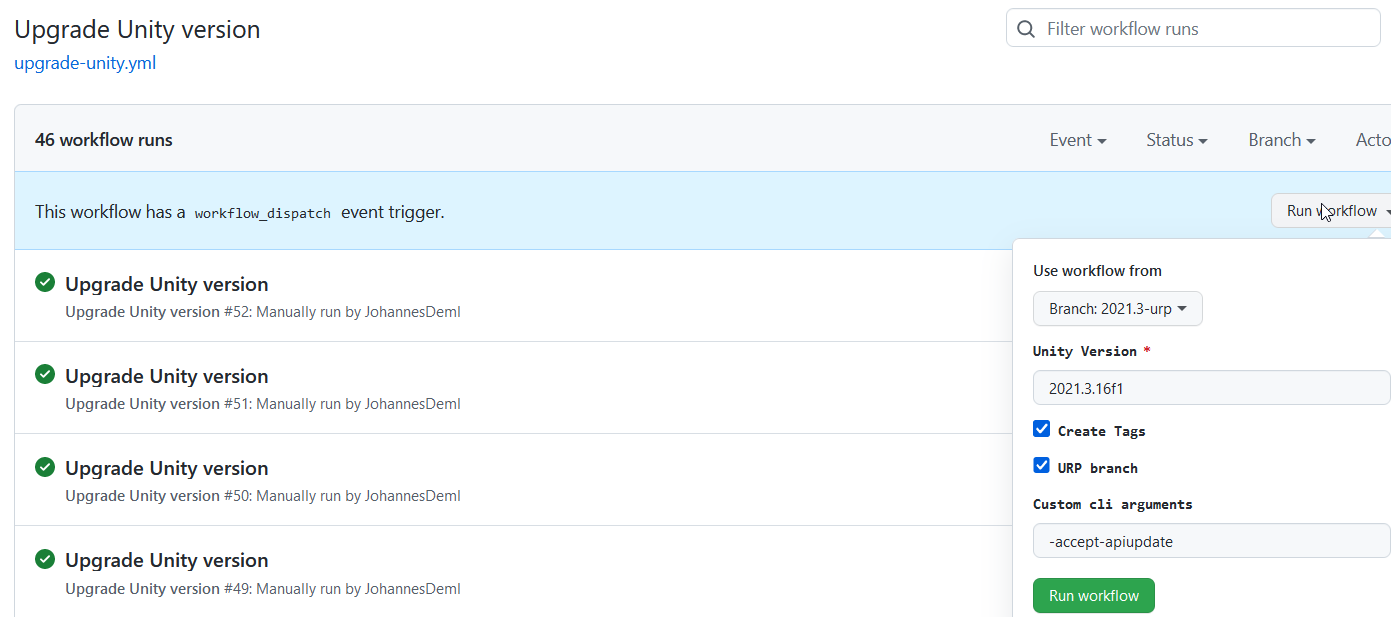 Upgrade Unity version
Filter workflow runs
upgrade-unity.yml
46 workflow runs
Event
Status
Branch
Acto
This workflow has a workflow_dispatch event trigger.
Run workflow
Use workflow from
Branch: 2021.3-urp
Unity Version *
2021.3.16f1
Create Tags
URP branch
Custom cli arguments
-accept-apiupdate
Run workflow
Upgrade Unity version
Upgrade Unity version #52: Manually run by JohannesDeml
Upgrade Unity version
Upgrade Unity version #51: Manually run by JohannesDeml
Upgrade Unity version
Upgrade Unity version #50: Manually run by JohannesDeml
Upgrade Unity version
Upgrade Unity version #49: Manually run by JohannesDeml